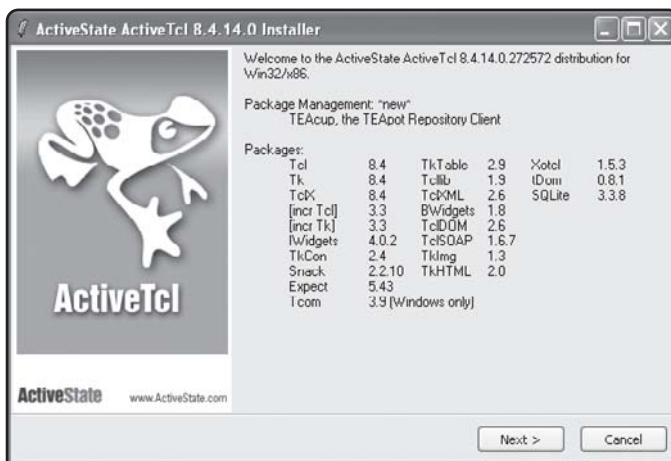 ActiveState ActiveTcl 8.4.14.0 Installer
Welcome to the ActiveState ActiveTcl 8.4.14.0.272572 distribution for
Win32/x86.
Package Management: *new*
TEAcup, the TEApot Repository Client
Packages:
Tcl 8.4 TkTable 2.9 Xotcl 1.5.3
Tk 8.4 Tcllib 1.9 tDom 0.8.1
TclX 8.4 TclXML 2.6 SQLite 3.3.8
[incr Tcl] 3.3 BWidgets 1.8
[incr Tk] 3.3 TclDOM 2.6
IWidgets 4.0.2 TclSOAP 1.6.7
TkCon 2.4 TkImg 1.3
Snack 2.2.10 TkHTML 2.0
Expect 5.43
Tcom 3.9 (Windows only)
ActiveTcl
ActiveState www.ActiveState.com
Next > Cancel